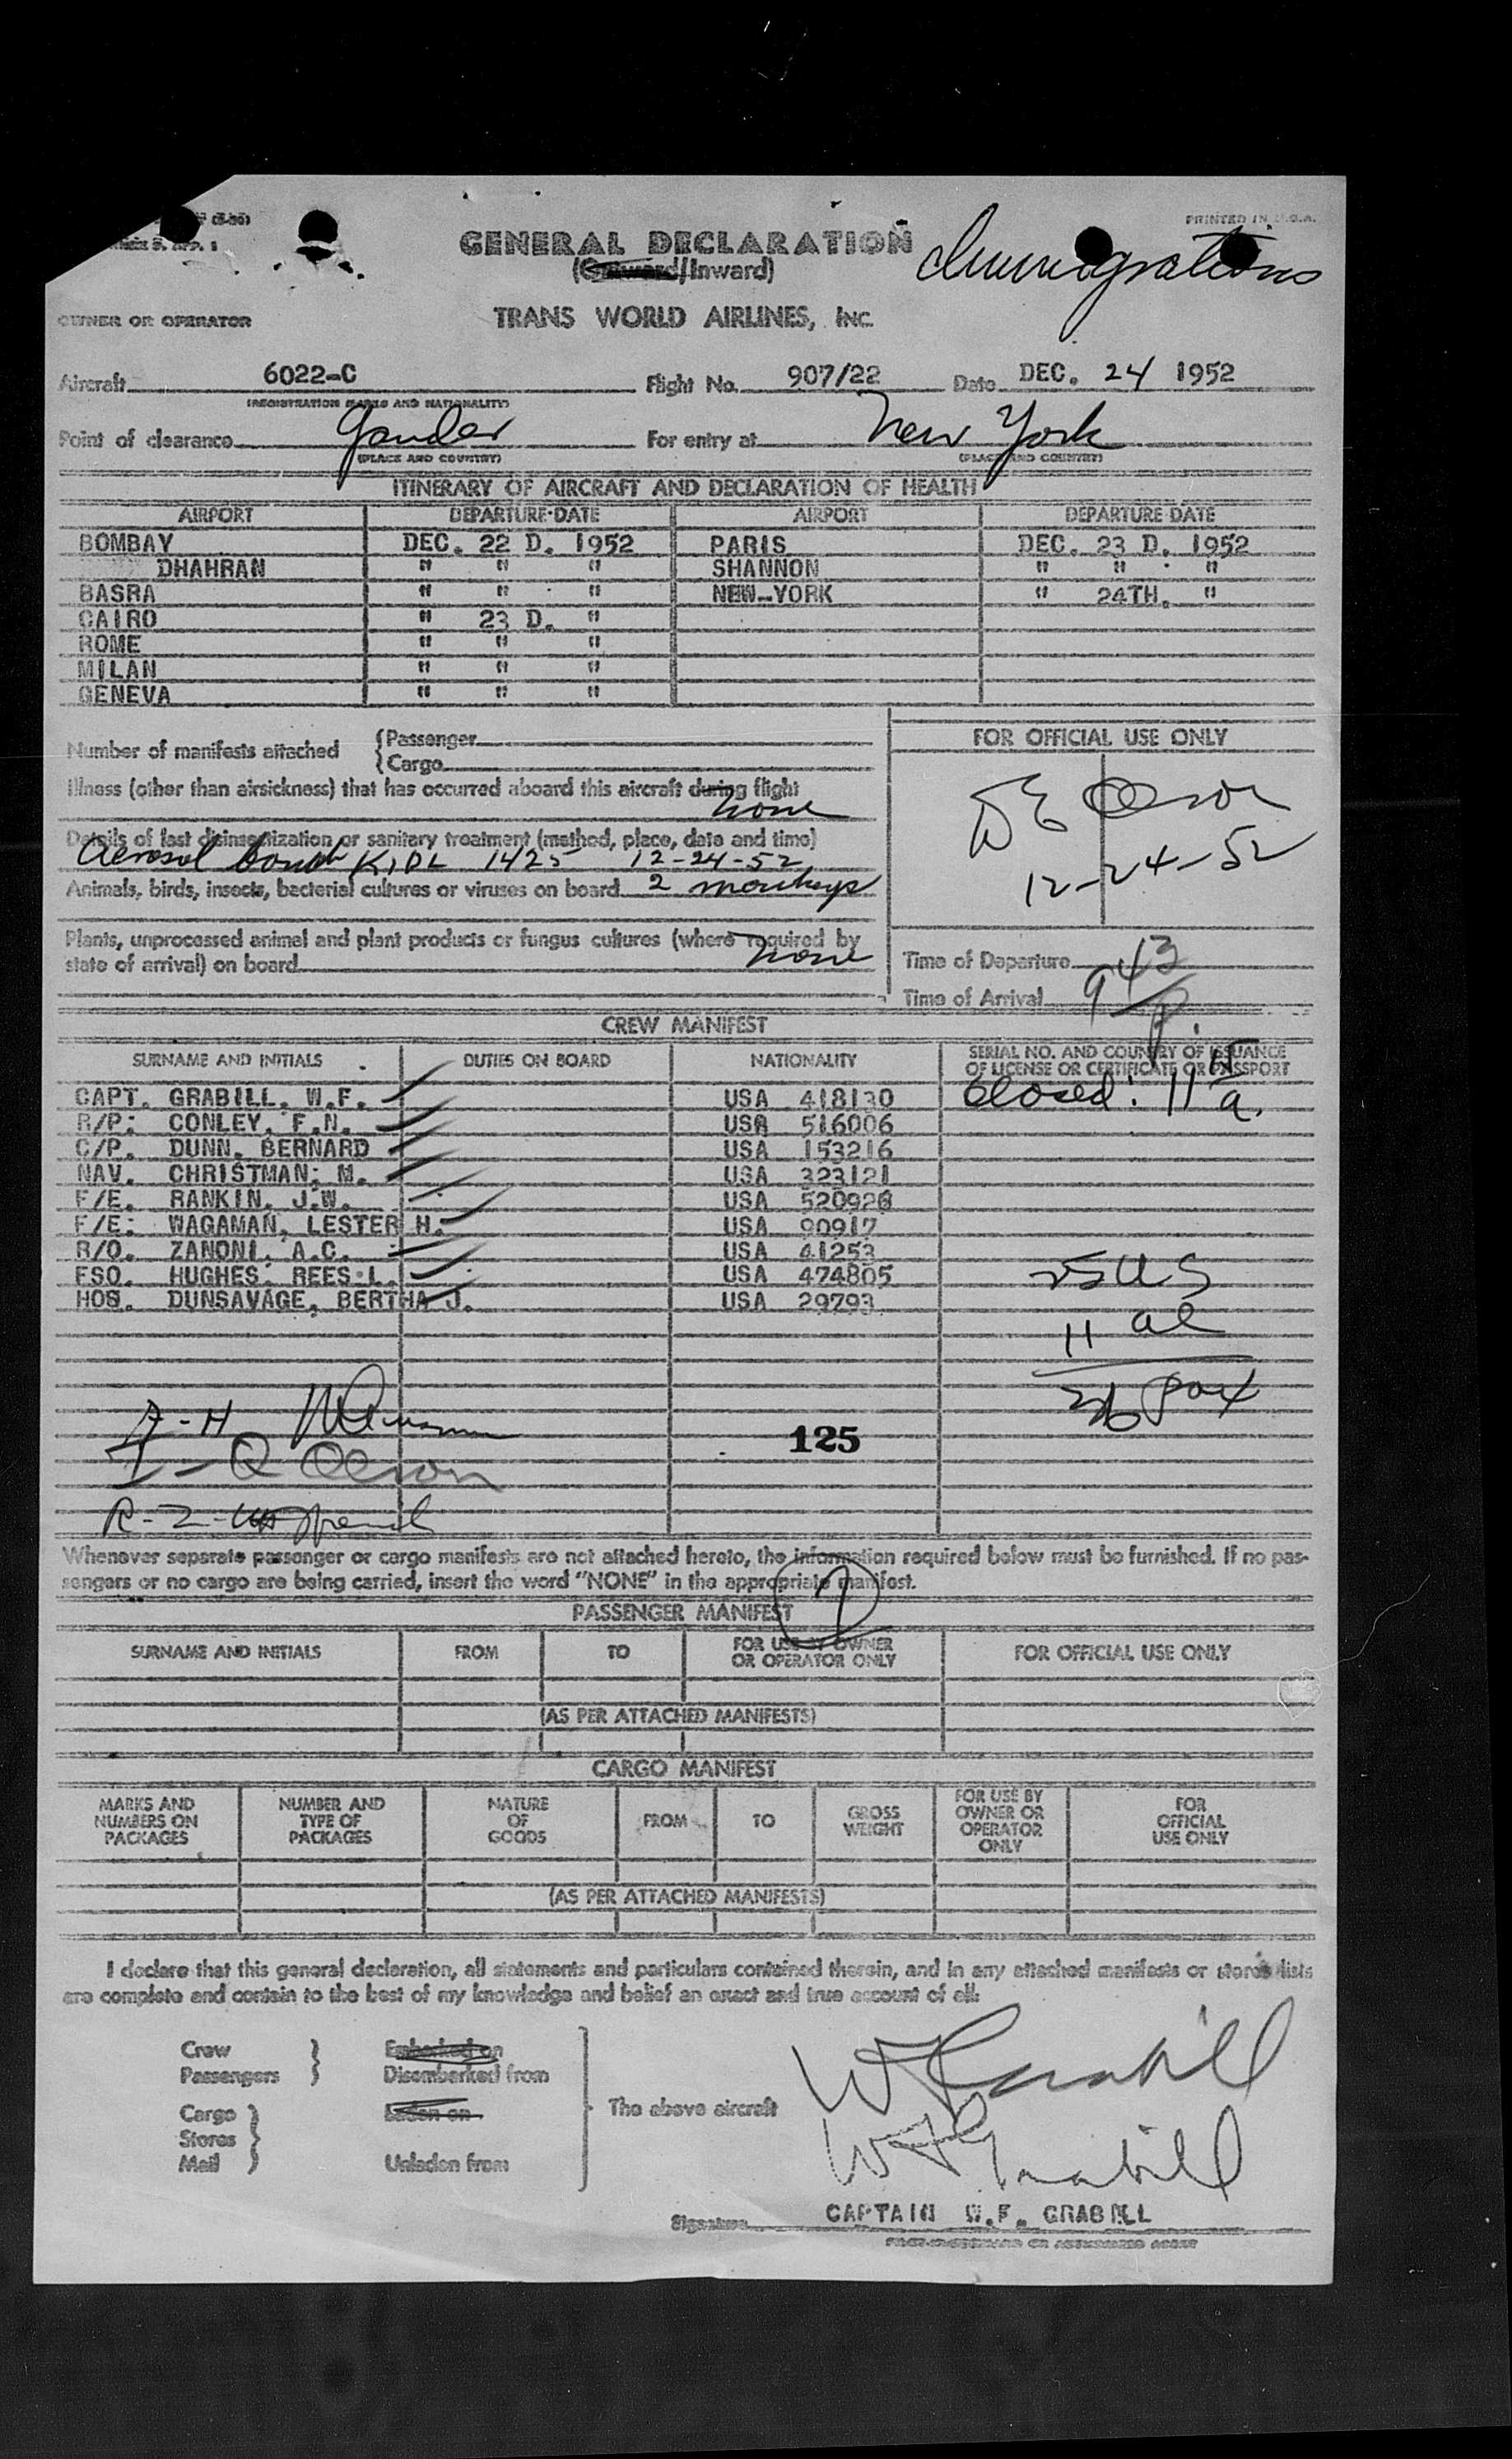 (5-50)
PRINTED IN U.S.A.
GENERAL DECLARATION
(Outward/Inward)
Immigrations
OWNER OR OPERATOR TRANS WORLD AIRLINES, INC.
Aircraft 6022-C Flight No. 907/22 Date DEC. 24 1952
(REGISTRATION MARKS AND NATIONALITY)
Point of clearance Gander For entry at New York
(PLACE AND COUNTRY) (PLACE AND COUNTRY)
ITINERARY OF AIRCRAFT AND DECLARATION OF HEALTH
AIRPORT DEPARTURE DATE AIRPORT DEPARTURE DATE
BOMBAY DEC. 22 D. 1952 PARIS DEC. 23 D. 1952
DHAHRAN " " " SHANNON " " "
BASRA " " " NEW-YORK " 24TH. "
CAIRO " 23 D. "
ROME " " "
MILAN " " "
GENEVA " " "
Number of manifests attached {Passenger
{Cargo
FOR OFFICIAL USE ONLY
Illness (other than airsickness) that has occurred aboard this aircraft during flight
none
Details of last disinsectization or sanitary treatment (method, place, date and time)
Aerosol bomb KIDL 1425 12-24-52
12-24-52
Animals, birds, insects, bacterial cultures or viruses on board 2 monkeys
Plants, unprocessed animal and plant products or fungus cultures (where required by
state of arrival) on board none
Time of Departure
Time of Arrival 9 43 p.
CREW MANIFEST
SURNAME AND INITIALS DUTIES ON BOARD NATIONALITY SERIAL NO. AND COUNTRY OF ISSUANCE
OF LICENSE OR CERTIFICATE OR PASSPORT
CAPT. GRABILL, W.F. USA 418130 Closed: 11 15 a.
R/P: CONLEY, F.N. USA 516006
C/P. DUNN, BERNARD USA 153216
NAV. CHRISTMAN; M. USA 323121
F/E. RANKIN, J.W. USA 520928
F/E: WAGAMAN, LESTER H. USA 90917
R/O. ZANONI, A.C. USA 41253
FSO. HUGHES; REES L. USA 474805
HOS. DUNSAVAGE, BERTHA J. USA 29793
25 US
11 al
36 pax
125
Whenever separate passenger or cargo manifests are not attached hereto, the information required below must be furnished. If no pas-
sengers or no cargo are being carried, insert the word "NONE" in the appropriate manifest.
PASSENGER MANIFEST
SURNAME AND INITIALS FROM TO FOR USE BY OWNER
OR OPERATOR ONLY FOR OFFICIAL USE ONLY
(AS PER ATTACHED MANIFESTS)
CARGO MANIFEST
MARKS AND
NUMBERS ON
PACKAGES NUMBER AND
TYPE OF
PACKAGES NATURE
OF
GOODS FROM TO GROSS
WEIGHT FOR USE BY
OWNER OR
OPERATOR
ONLY FOR
OFFICIAL
USE ONLY
(AS PER ATTACHED MANIFESTS)
I declare that this general declaration, all statements and particulars contained therein, and in any attached manifests or stores lists
are complete and contain to the best of my knowledge and belief an exact and true account of all:
Crew } Embarked on
Passengers } Disembarked from
Cargo } Laden on
Stores } The above aircraft
Mail } Unladen from
W F Grabill
W F Grabill
Signature CAPTAIN W.F. GRABILL